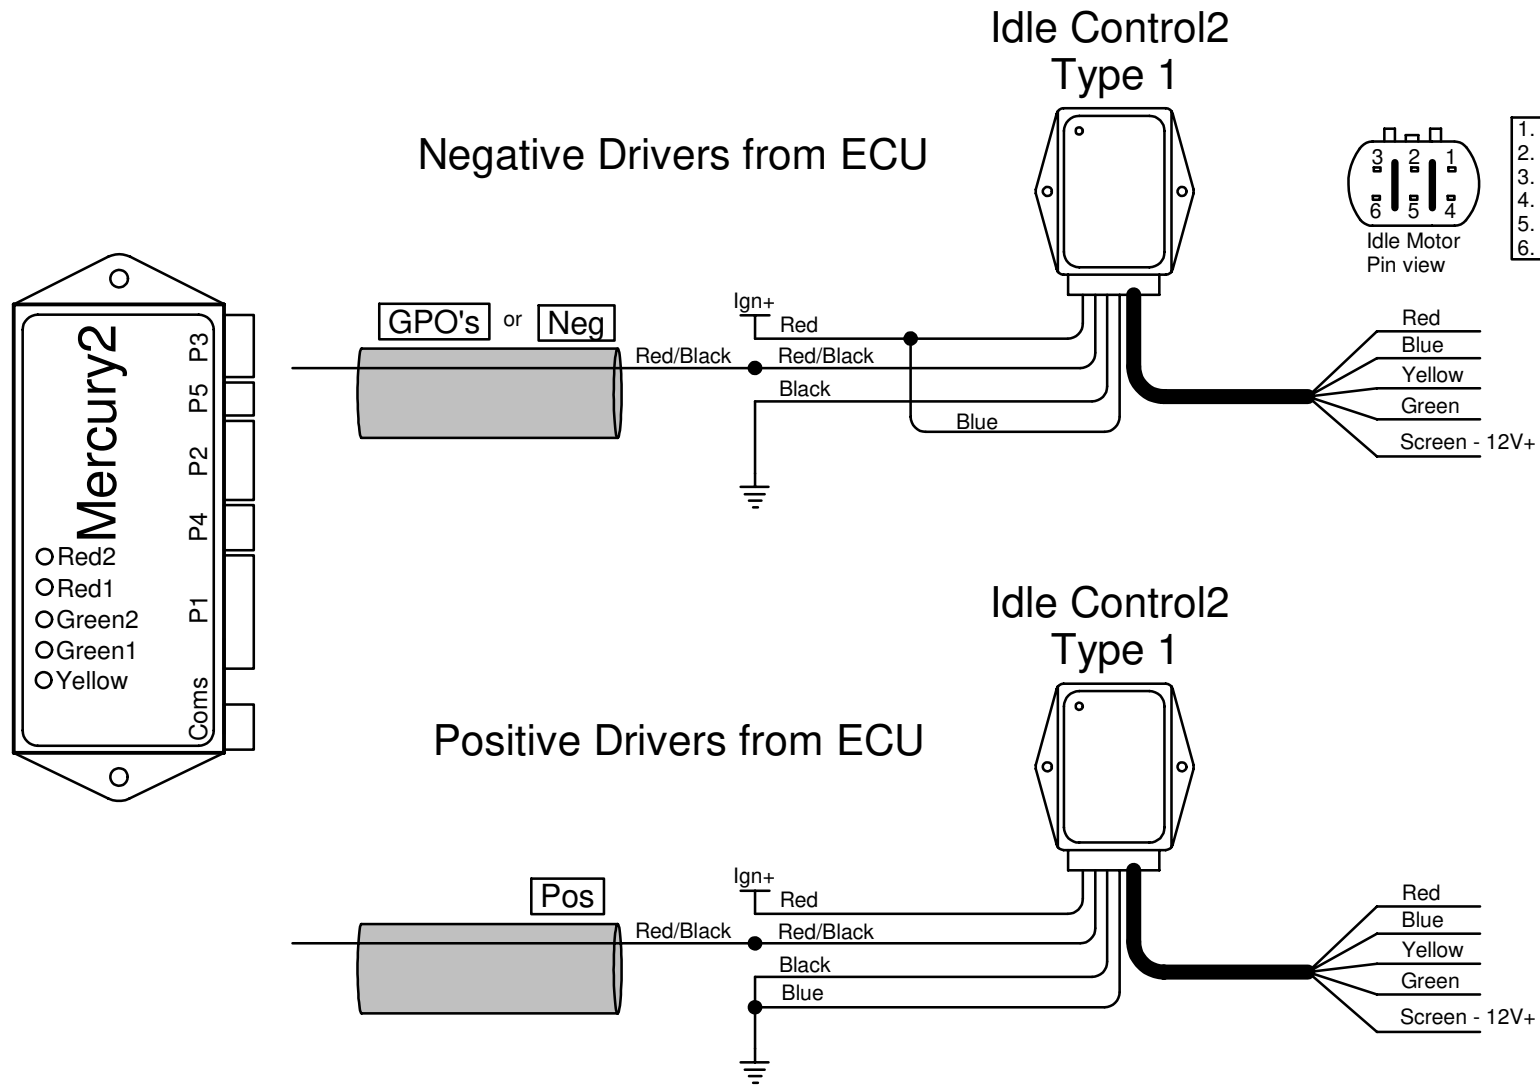 Idle Control2
Type 1
Negative Drivers from ECU
3 2 1
6 5 4
Idle Motor
Pin view
1.
2.
3.
4.
5.
6.
Mercury2
P3
P5
P2
P4
P1
Coms
Red2
Red1
Green2
Green1
Yellow
GPO's or Neg
Ign+
Red
Red/Black
Red/Black
Black
Blue
Red
Blue
Yellow
Green
Screen - 12V+
Idle Control2
Type 1
Positive Drivers from ECU
Pos
Ign+
Red
Red/Black
Red/Black
Black
Blue
Red
Blue
Yellow
Green
Screen - 12V+